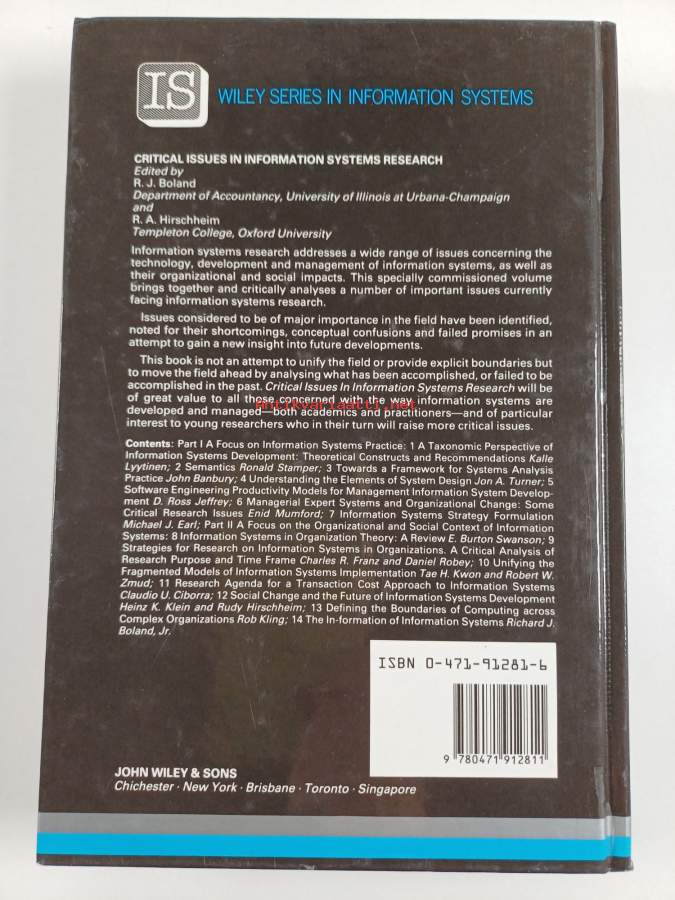 IS
WILEY SERIES IN INFORMATION SYSTEMS
CRITICAL ISSUES IN INFORMATION SYSTEMS RESEARCH
Edited by
R. J. Boland
Department of Accountancy, University of Illinois at Urbana-Champaign
and
R. A. Hirschheim
Templeton College, Oxford University
Information systems research addresses a wide range of issues concerning the
technology, development and management of information systems, as well as
their organizational and social impacts. This specially commissioned volume
brings together and critically analyses a number of important issues currently
facing information systems research.
Issues considered to be of major importance in the field have been identified,
noted for their shortcomings, conceptual confusions and failed promises in an
attempt to gain a new insight into future developments.
This book is not an attempt to unify the field or provide explicit boundaries but
to move the field ahead by analysing what has been accomplished, or failed to be
accomplished in the past. Critical Issues In Information Systems Research will be
of great value to all those concerned with the way information systems are
antikvariaatti.net
developed and managed—both academics and practitioners—and of particular
interest to young researchers who in their turn will raise more critical issues.
Contents: Part I A Focus on Information Systems Practice: 1 A Taxonomic Perspective of
Information Systems Development: Theoretical Constructs and Recommendations Kalle
Lyytinen; 2 Semantics Ronald Stamper; 3 Towards a Framework for Systems Analysis
Practice John Banbury; 4 Understanding the Elements of System Design Jon A. Turner; 5
Software Engineering Productivity Models for Management Information System Develop-
ment D. Ross Jeffrey; 6 Managerial Expert Systems and Organizational Change: Some
Critical Research Issues Enid Mumford; 7 Information Systems Strategy Formulation
Michael J. Earl; Part II A Focus on the Organizational and Social Context of Information
Systems: 8 Information Systems in Organization Theory: A Review E. Burton Swanson; 9
Strategies for Research on Information Systems in Organizations. A Critical Analysis of
Research Purpose and Time Frame Charles R. Franz and Daniel Robey; 10 Unifying the
Fragmented Models of Information Systems Implementation Tae H. Kwon and Robert W.
Zmud; 11 Research Agenda for a Transaction Cost Approach to Information Systems
Claudio U. Ciborra; 12 Social Change and the Future of Information Systems Development
Heinz K. Klein and Rudy Hirschheim; 13 Defining the Boundaries of Computing across
Complex Organizations Rob Kling; 14 The In-formation of Information Systems Richard J.
Boland, Jr.
ISBN 0-471-91281-6
9 780471 912811
JOHN WILEY & SONS
Chichester · New York · Brisbane · Toronto · Singapore